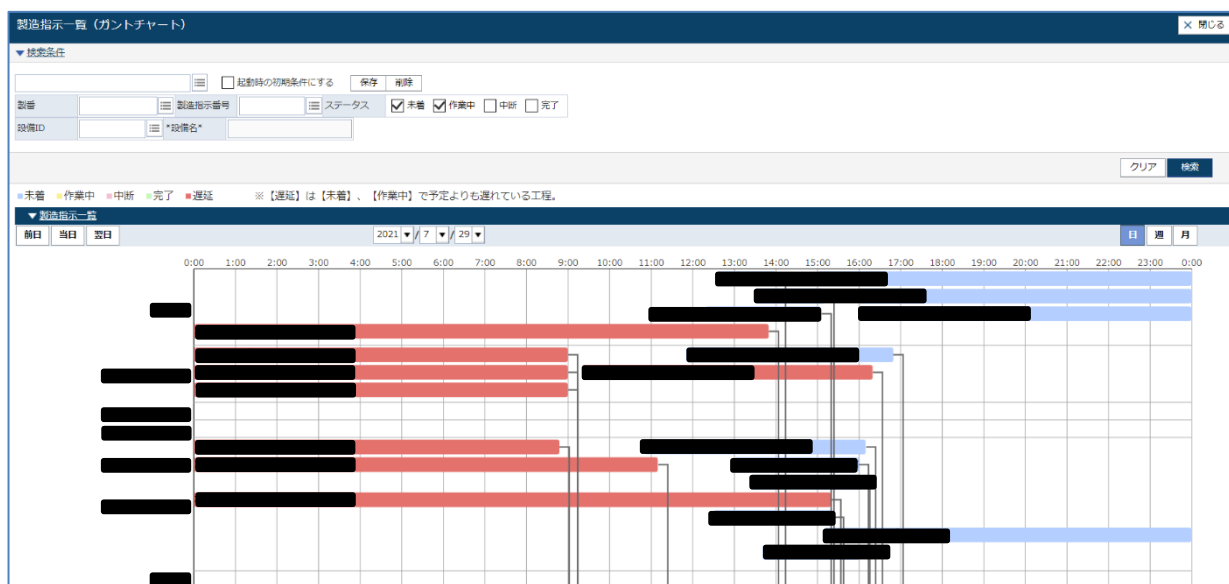 製造指示一覧（ガントチャート）
× 閉じる
▼検索条件
起動時の初期条件にする 保存 削除
製番 製造指示番号 ステータス 未着 作業中 中断 完了
設備ID *設備名*
クリア 検索
■未着 ■作業中 ■中断 ■完了 ■遅延 ※【遅延】は【未着】、【作業中】で予定よりも遅れている工程。
▼製造指示一覧
前日 当日 翌日 2021 ▼ / 7 ▼ / 29 ▼ 日 週 月
0:00 1:00 2:00 3:00 4:00 5:00 6:00 7:00 8:00 9:00 10:00 11:00 12:00 13:00 14:00 15:00 16:00 17:00 18:00 19:00 20:00 21:00 22:00 23:00 0:00